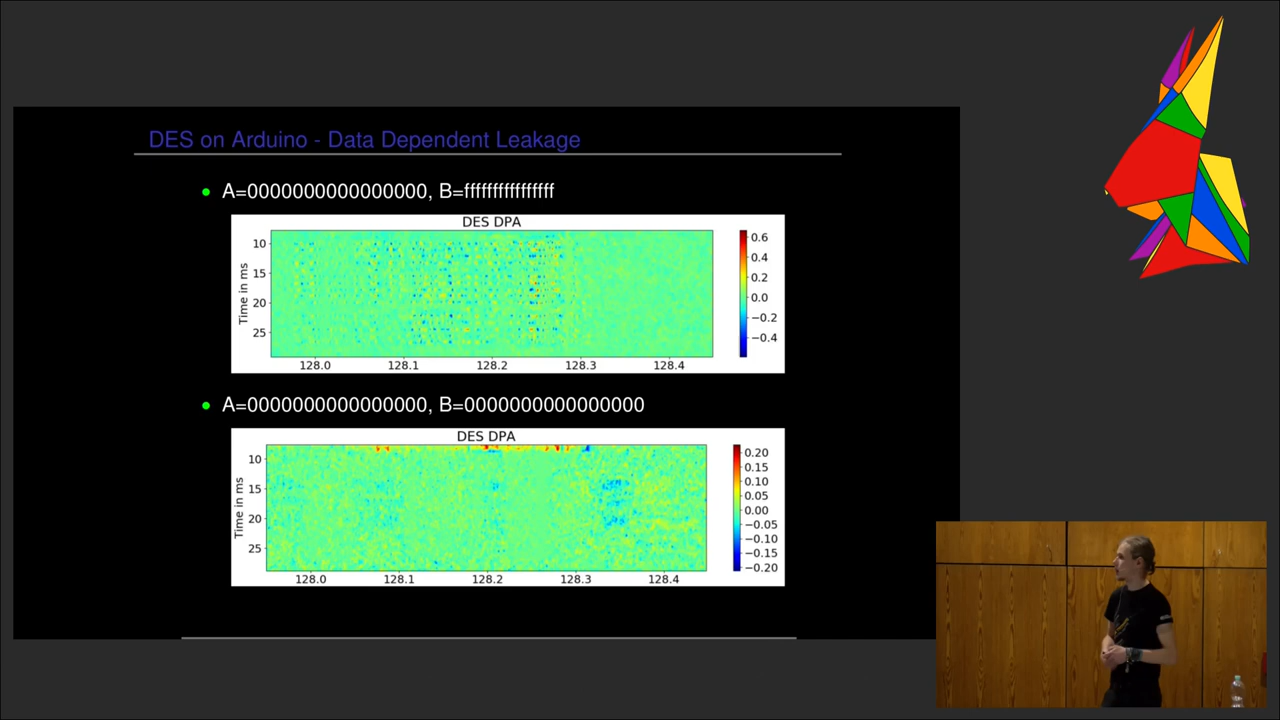 DES on Arduino - Data Dependent Leakage
A=0000000000000000, B=ffffffffffffffff
DES DPA
10
15
20
25
Time in ms
128.0 128.1 128.2 128.3 128.4
0.6
0.4
0.2
0.0
−0.2
−0.4
A=0000000000000000, B=0000000000000000
DES DPA
10
15
20
25
Time in ms
128.0 128.1 128.2 128.3 128.4
0.20
0.15
0.10
0.05
0.00
−0.05
−0.10
−0.15
−0.20